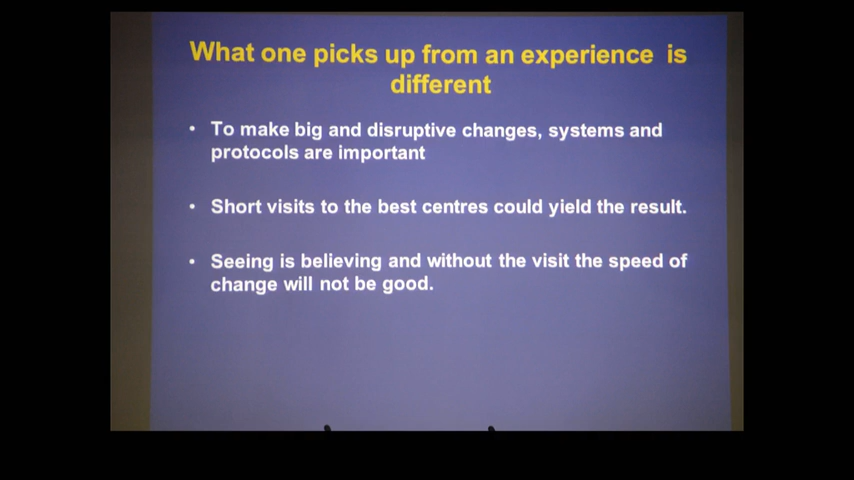 What one picks up from an experience is
different
• To make big and disruptive changes, systems and
protocols are important
• Short visits to the best centres could yield the result.
• Seeing is believing and without the visit the speed of
change will not be good.